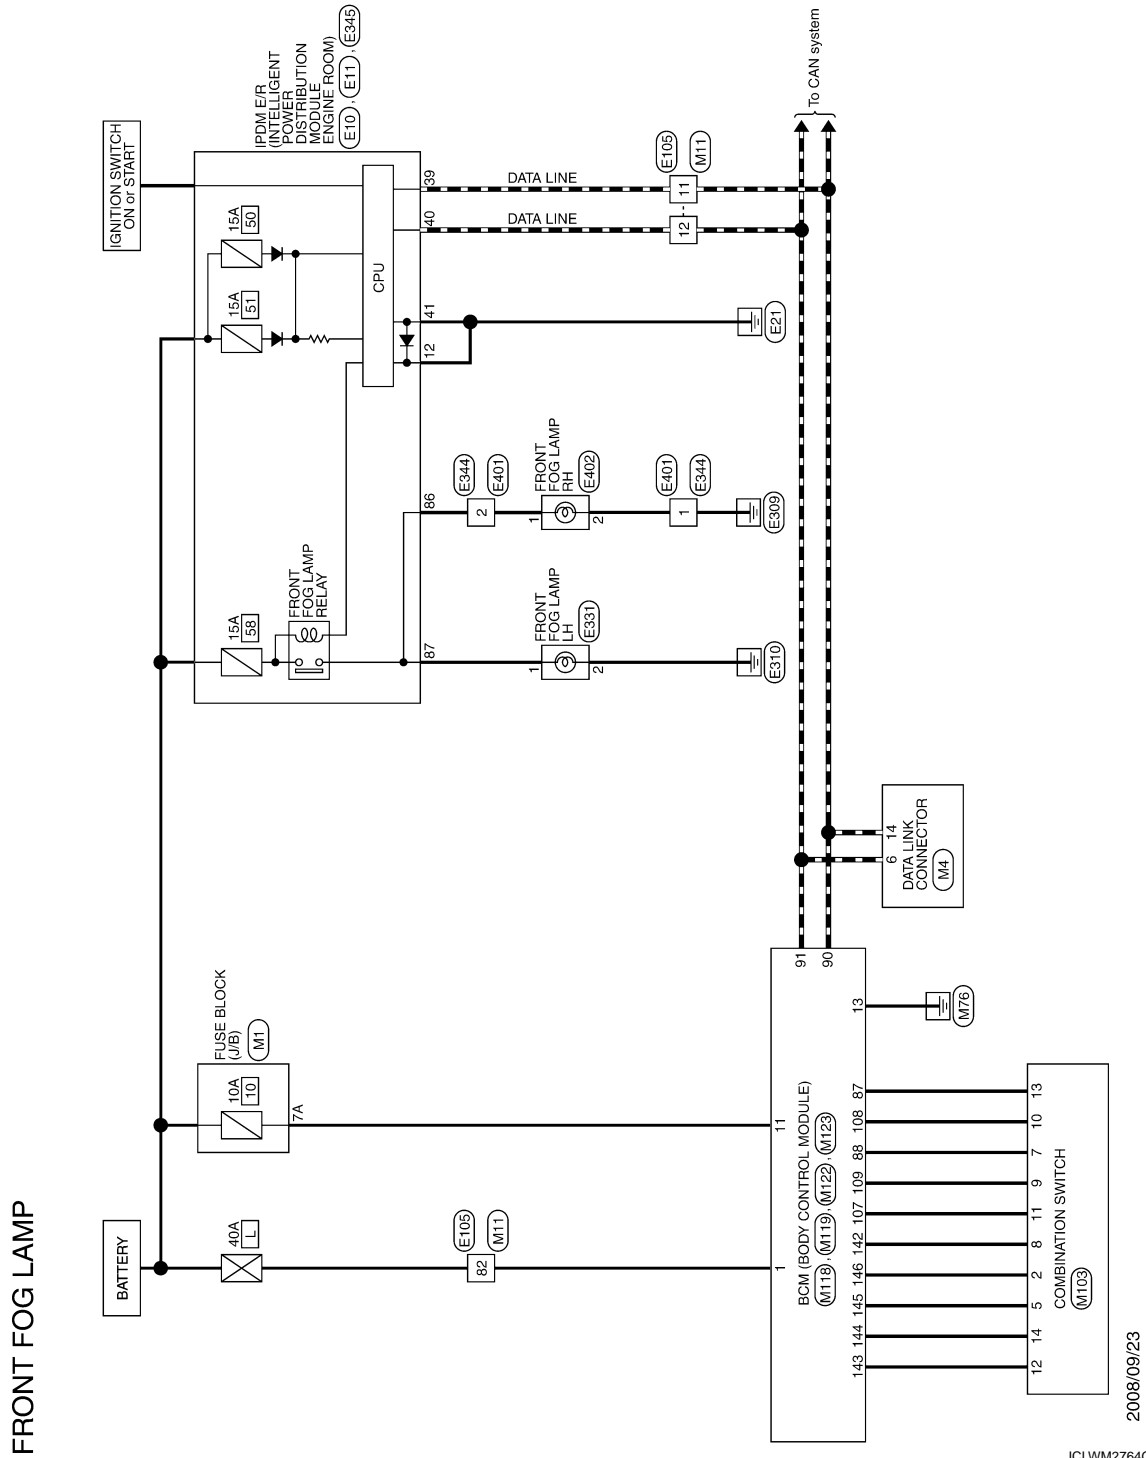 FRONT FOG LAMP
BATTERY
IGNITION SWITCH
ON or START
40A
L
E105
M11
82
1
FUSE BLOCK
(J/B)
M1
10A
10
7A
11
IPDM E/R
(INTELLIGENT
POWER
DISTRIBUTION
MODULE
ENGINE ROOM)
E10 , E11 , E345
15A
50
15A
51
15A
58
FRONT
FOG LAMP
RELAY
CPU
39
40
41
12
86
87
DATA LINE
DATA LINE
E105
M11
11
12
To CAN system
E21
E344
E401
2
FRONT
FOG LAMP
RH
E402
1
2
E401
E344
1
E309
FRONT
FOG LAMP
LH
E331
1
2
E310
6
14
DATA LINK
CONNECTOR
M4
91
90
BCM (BODY CONTROL MODULE)
M118 , M119 , M122 , M123
13
M76
143
144
145
146
142
107
109
88
108
87
12
14
5
2
8
11
9
7
10
13
COMBINATION SWITCH
M103
2008/09/23